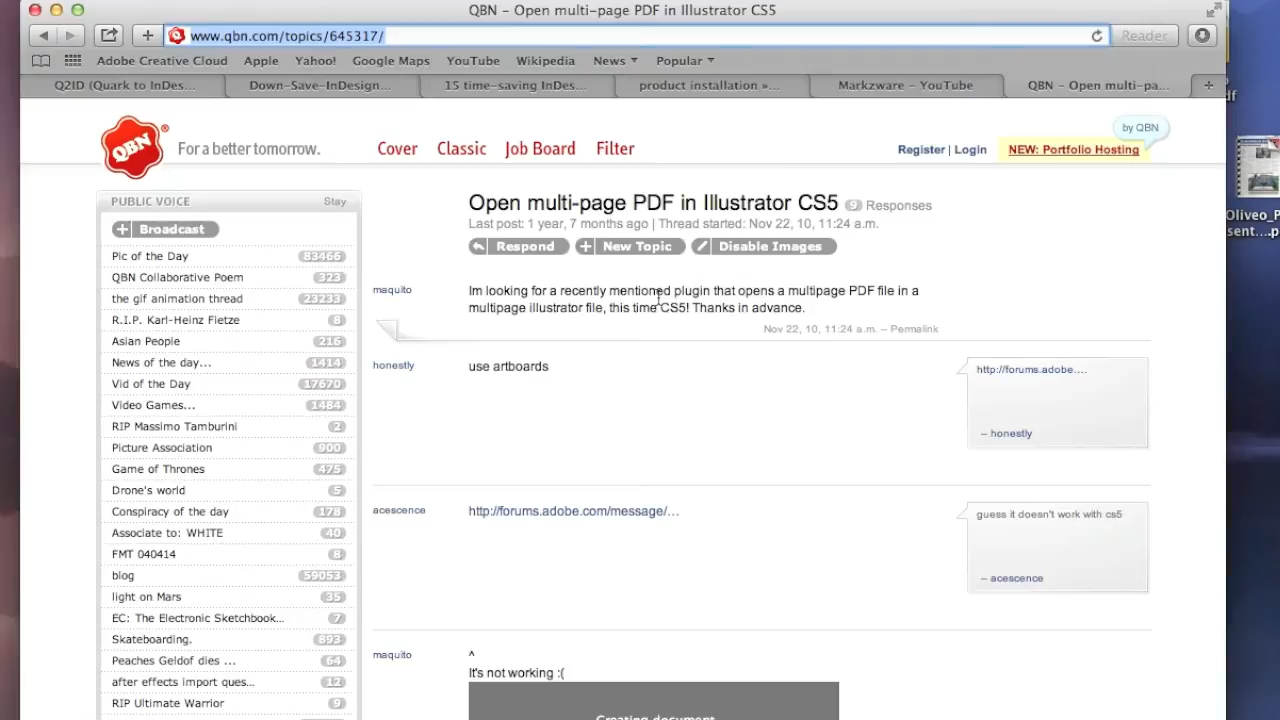 QBN – Open multi-page PDF in Illustrator CS5
www.qbn.com/topics/645317/
Reader
Adobe Creative Cloud Apple Yahoo! Google Maps YouTube Wikipedia News Popular
Q2ID (Quark to InDes... Down-Save-InDesign... 15 time-saving InDes... product installation »... Markzware – YouTube QBN – Open multi-pa...
df
QBN
For a better tomorrow.
Cover Classic Job Board Filter
by QBN
Register | Login NEW: Portfolio Hosting
PUBLIC VOICE Stay
Broadcast
Pic of the Day 83466
QBN Collaborative Poem 323
the gif animation thread 23233
R.I.P. Karl-Heinz Fietze 8
Asian People 216
News of the day... 1414
Vid of the Day 17670
Video Games... 1484
RIP Massimo Tamburini 2
Picture Association 900
Game of Thrones 475
Drone's world 5
Conspiracy of the day 178
Associate to: WHITE 40
FMT 040414 8
blog 59053
light on Mars 35
EC: The Electronic Sketchbook... 7
Skateboarding. 893
Peaches Geldof dies ... 64
after effects import ques... 12
RIP Ultimate Warrior 9
Open multi-page PDF in Illustrator CS5 9 Responses
Last post: 1 year, 7 months ago | Thread started: Nov 22, 10, 11:24 a.m.
Respond New Topic Disable Images
maquito
Im looking for a recently mentioned plugin that opens a multipage PDF file in a
multipage illustrator file, this time CS5! Thanks in advance.
Nov 22, 10, 11:24 a.m. – Permalink
honestly
use artboards
http://forums.adobe....
– honestly
acescence
http://forums.adobe.com/message/...
guess it doesn't work with cs5
– acescence
maquito
^
It's not working :(
Creating document
Oliveo_P
sent....p